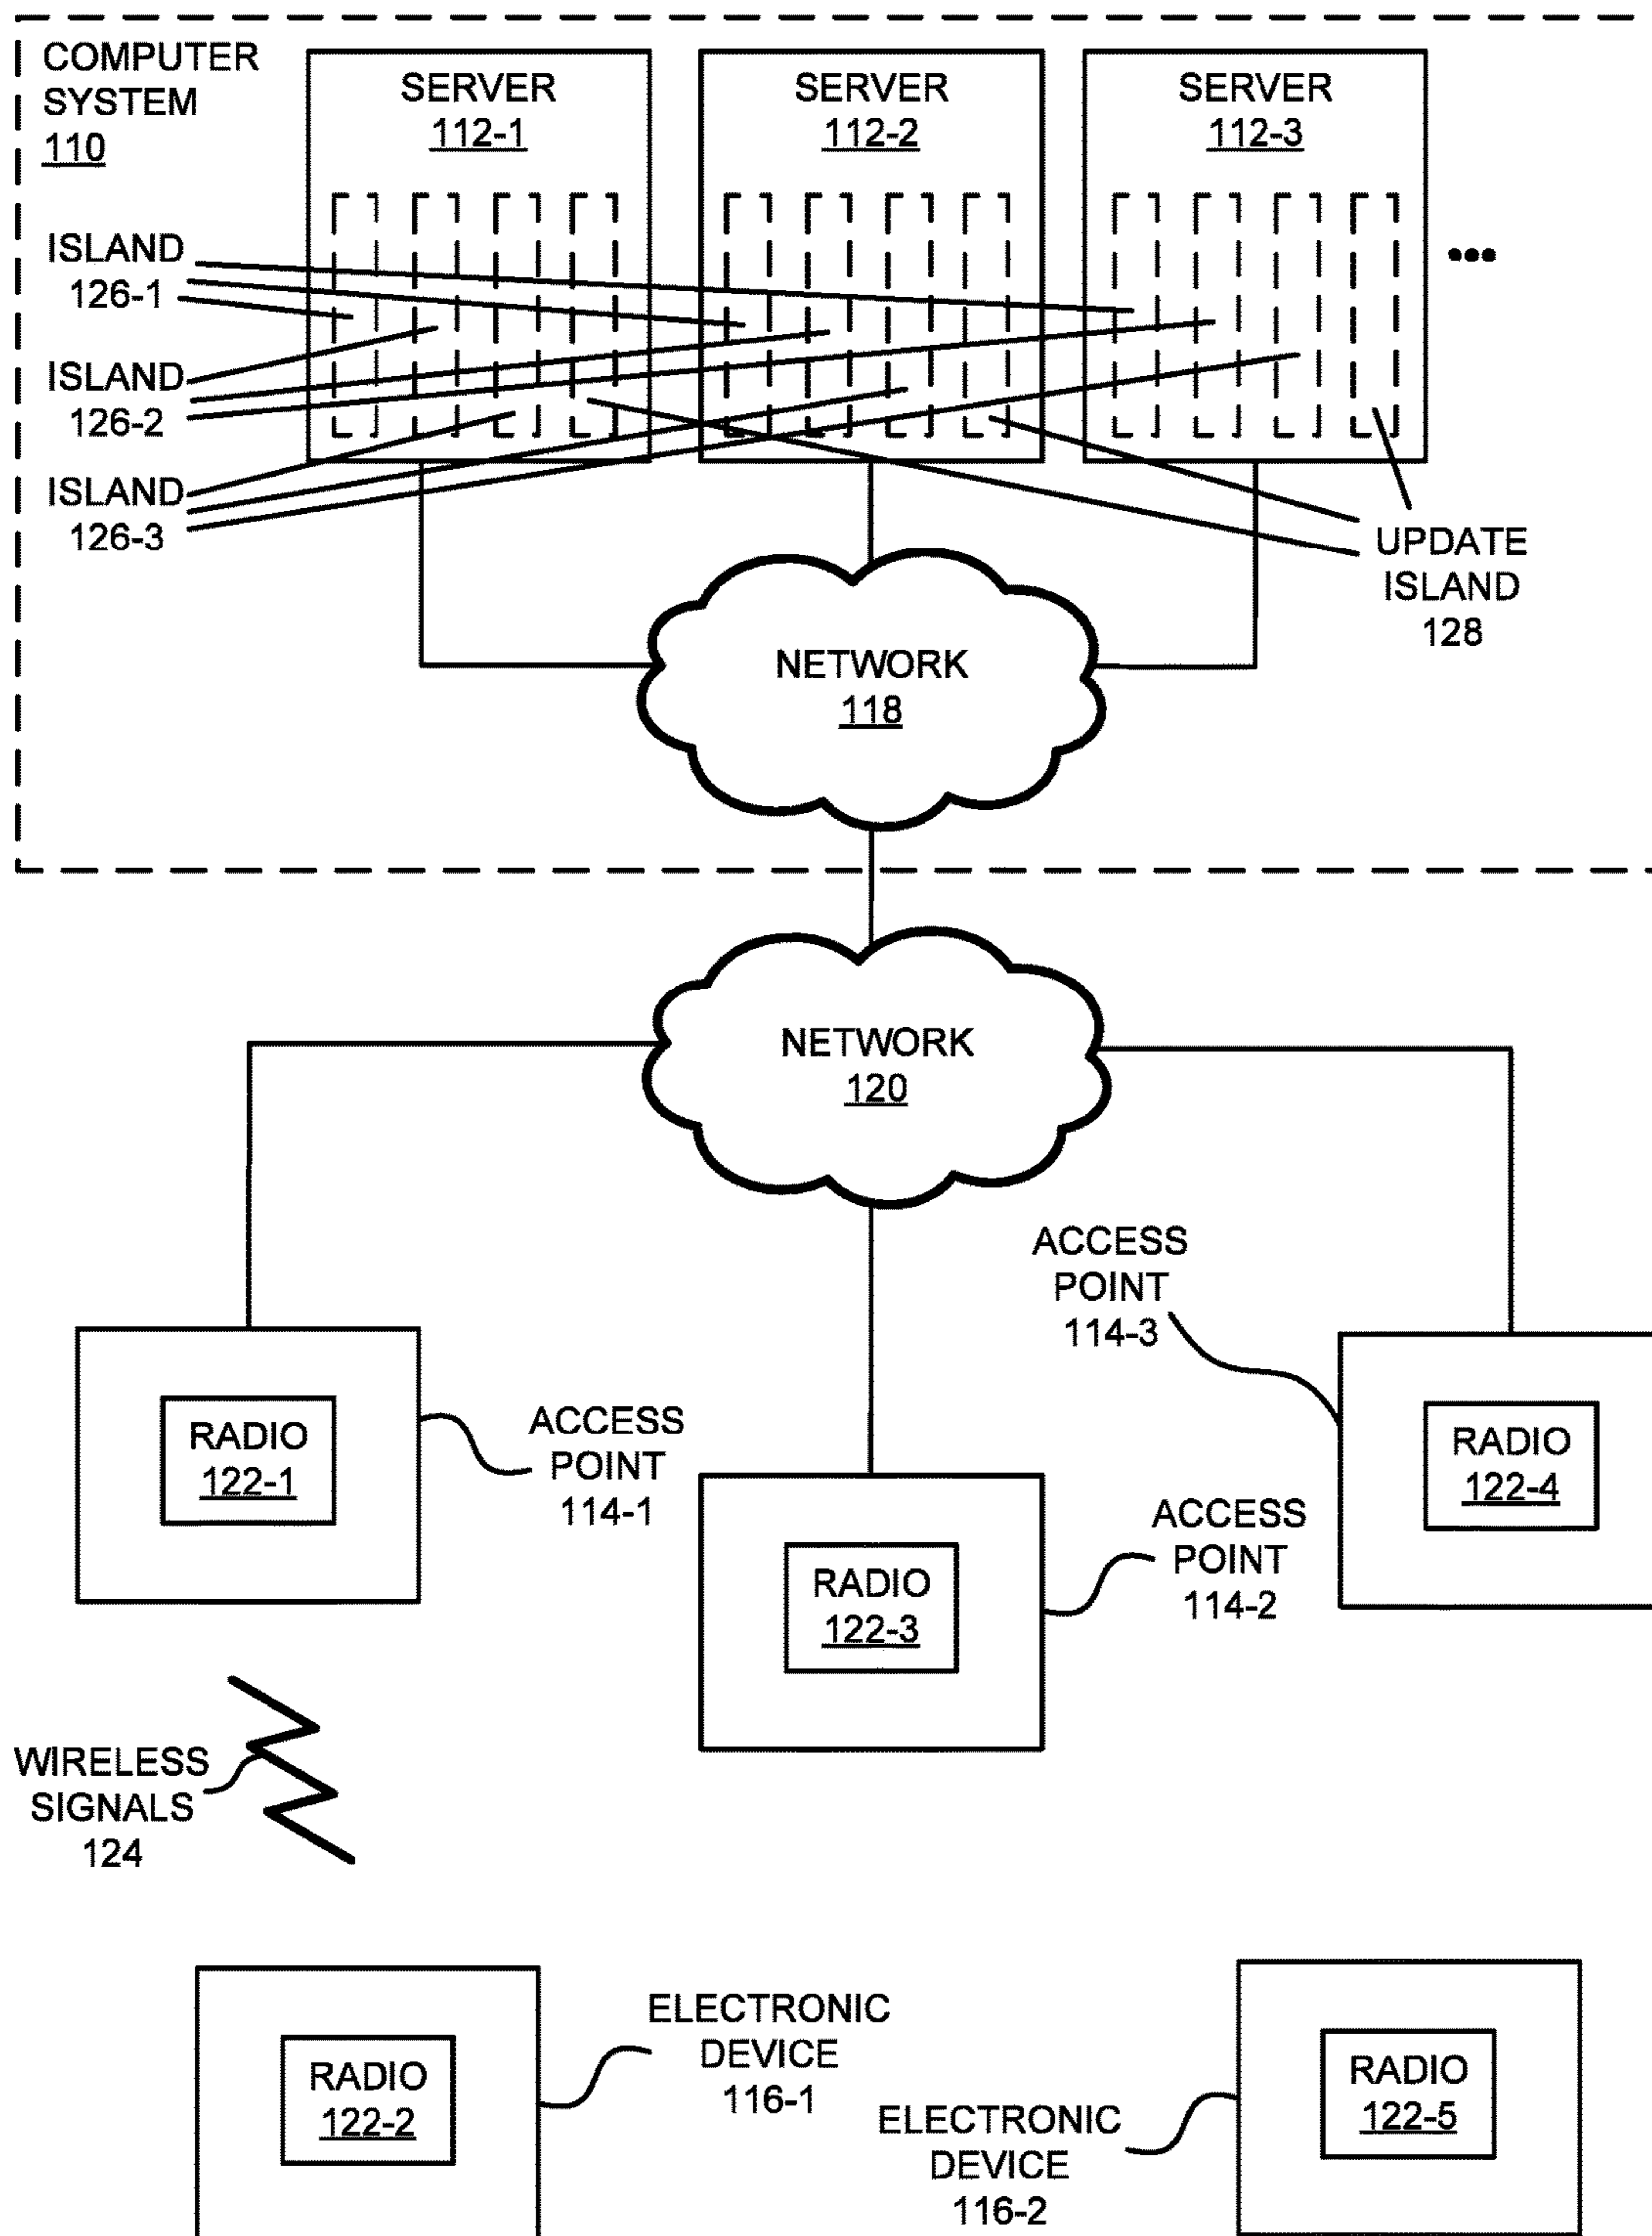 COMPUTER
SYSTEM
110
SERVER
112-1
SERVER
112-2
SERVER
112-3
ISLAND
126-1
ISLAND
126-2
ISLAND
126-3
...
UPDATE
ISLAND
128
NETWORK
118
NETWORK
120
ACCESS
POINT
114-3
RADIO
122-1
ACCESS
POINT
114-1
RADIO
122-4
RADIO
122-3
ACCESS
POINT
114-2
WIRELESS
SIGNALS
124
RADIO
122-2
ELECTRONIC
DEVICE
116-1
ELECTRONIC
DEVICE
116-2
RADIO
122-5